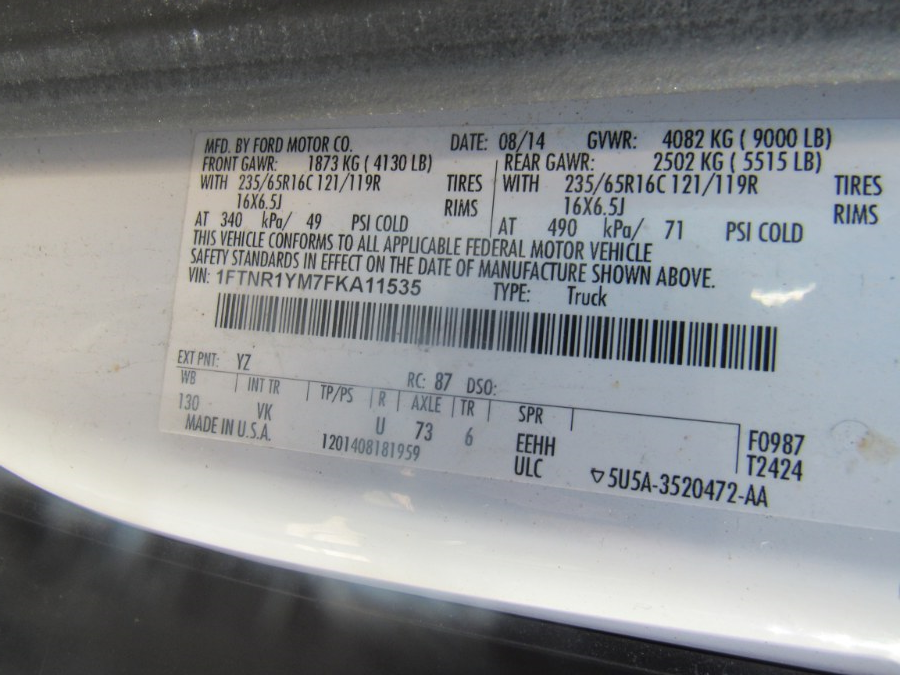 MFD. BY FORD MOTOR CO. DATE: 08/14 GVWR: 4082 KG ( 9000 LB)
FRONT GAWR: 1873 KG ( 4130 LB) REAR GAWR: 2502 KG ( 5515 LB)
WITH 235/65R16C 121/119R TIRES WITH 235/65R16C 121/119R TIRES
16X6.5J RIMS 16X6.5J RIMS
AT 340 kPa/ 49 PSI COLD AT 490 kPa/ 71 PSI COLD
THIS VEHICLE CONFORMS TO ALL APPLICABLE FEDERAL MOTOR VEHICLE
SAFETY STANDARDS IN EFFECT ON THE DATE OF MANUFACTURE SHOWN ABOVE.
VIN: 1FTNR1YM7FKA11535 TYPE: Truck
EXT PNT: YZ RC: 87 DSO:
WB INT TR TP/PS R AXLE TR SPR
130 VK U 73 6 EEHH F0987
MADE IN U.S.A. 1201408181959 ULC T2424
▽5U5A-3520472-AA